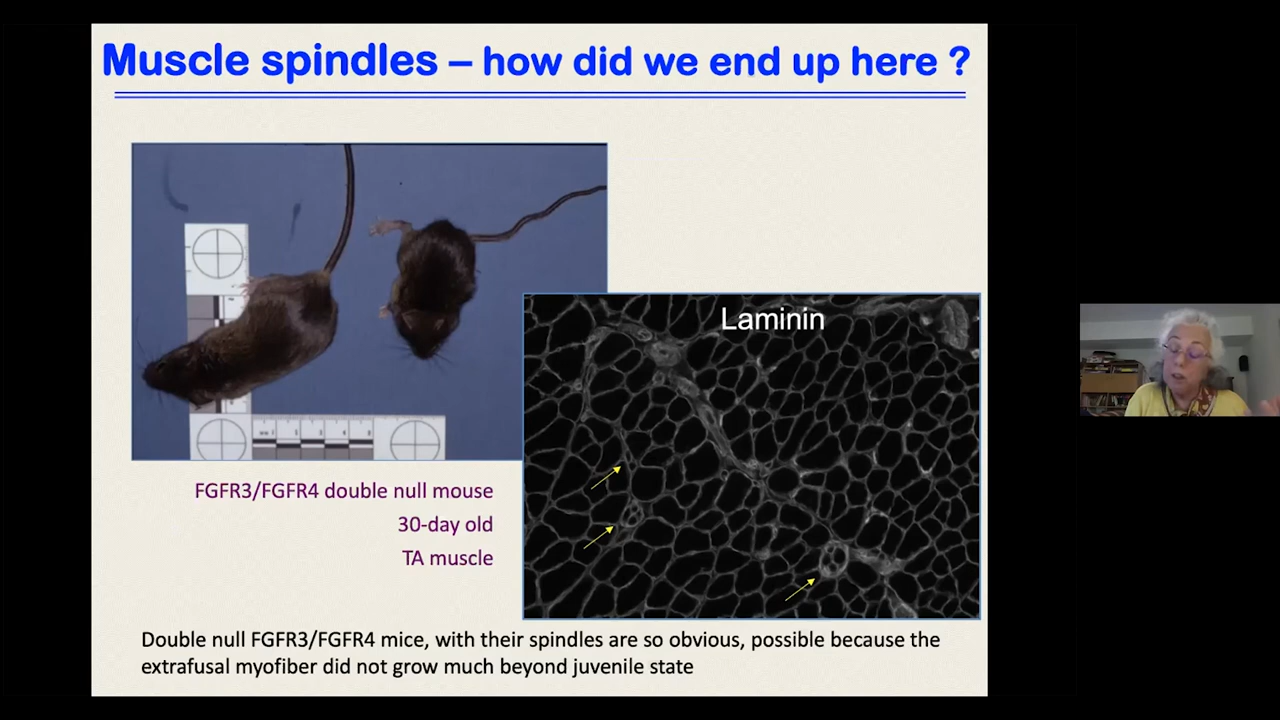 Muscle spindles – how did we end up here ?
Laminin
FGFR3/FGFR4 double null mouse
30-day old
TA muscle
Double null FGFR3/FGFR4 mice, with their spindles are so obvious, possible because the
extrafusal myofiber did not grow much beyond juvenile state